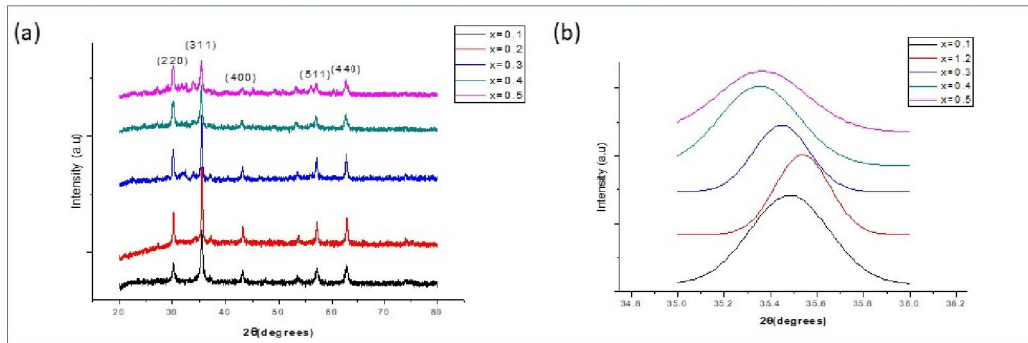 (a)
(311)
(220)
(400)
(511)
(440)
x=0.1
x=0.2
x=0.3
x=0.4
x=0.5
Intensity (a.u)
20
30
40
50
60
70
80
2θ(degrees)
(b)
x=0.1
x=1.2
x=0.3
x=0.4
x=0.5
Intensity (a.u)
34.8
35.0
35.2
35.4
35.6
35.8
36.0
36.2
2θ(degrees)